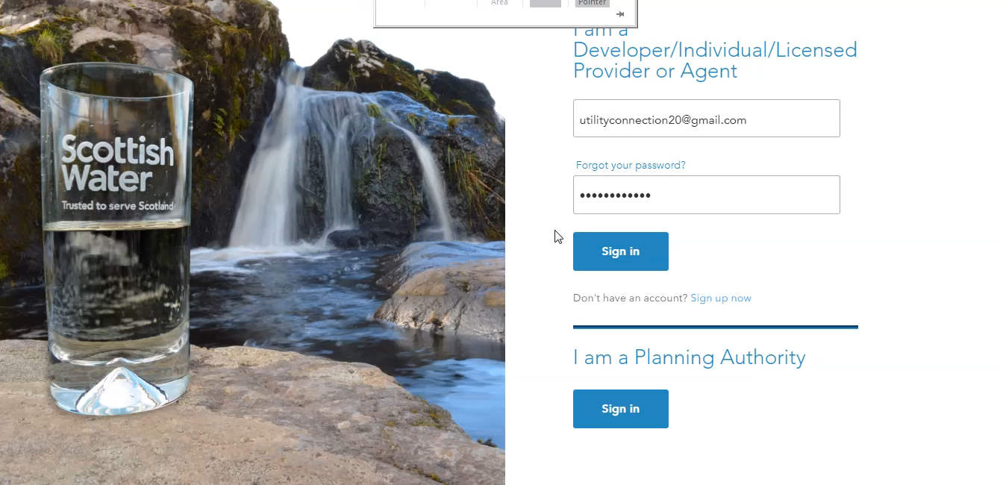 Area
Pointer
I am a
Developer/Individual/Licensed
Provider or Agent
utilityconnection20@gmail.com
Forgot your password?
••••••••••••
Sign in
Don't have an account? Sign up now
I am a Planning Authority
Sign in
Scottish
Water
Trusted to serve Scotland